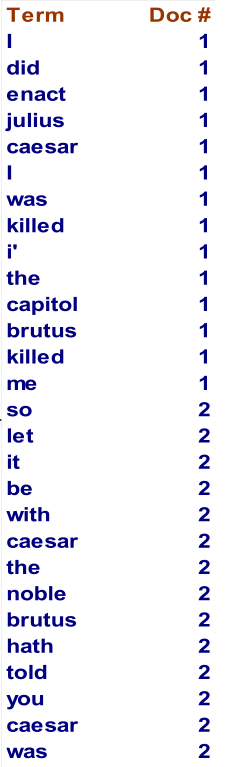 Term Doc #
I 1
did 1
enact 1
julius 1
caesar 1
I 1
was 1
killed 1
i' 1
the 1
capitol 1
brutus 1
killed 1
me 1
so 2
let 2
it 2
be 2
with 2
caesar 2
the 2
noble 2
brutus 2
hath 2
told 2
you 2
caesar 2
was 2